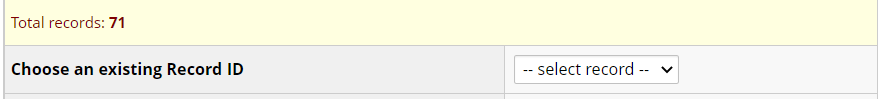 Total records: 71
Choose an existing Record ID
-- select record --